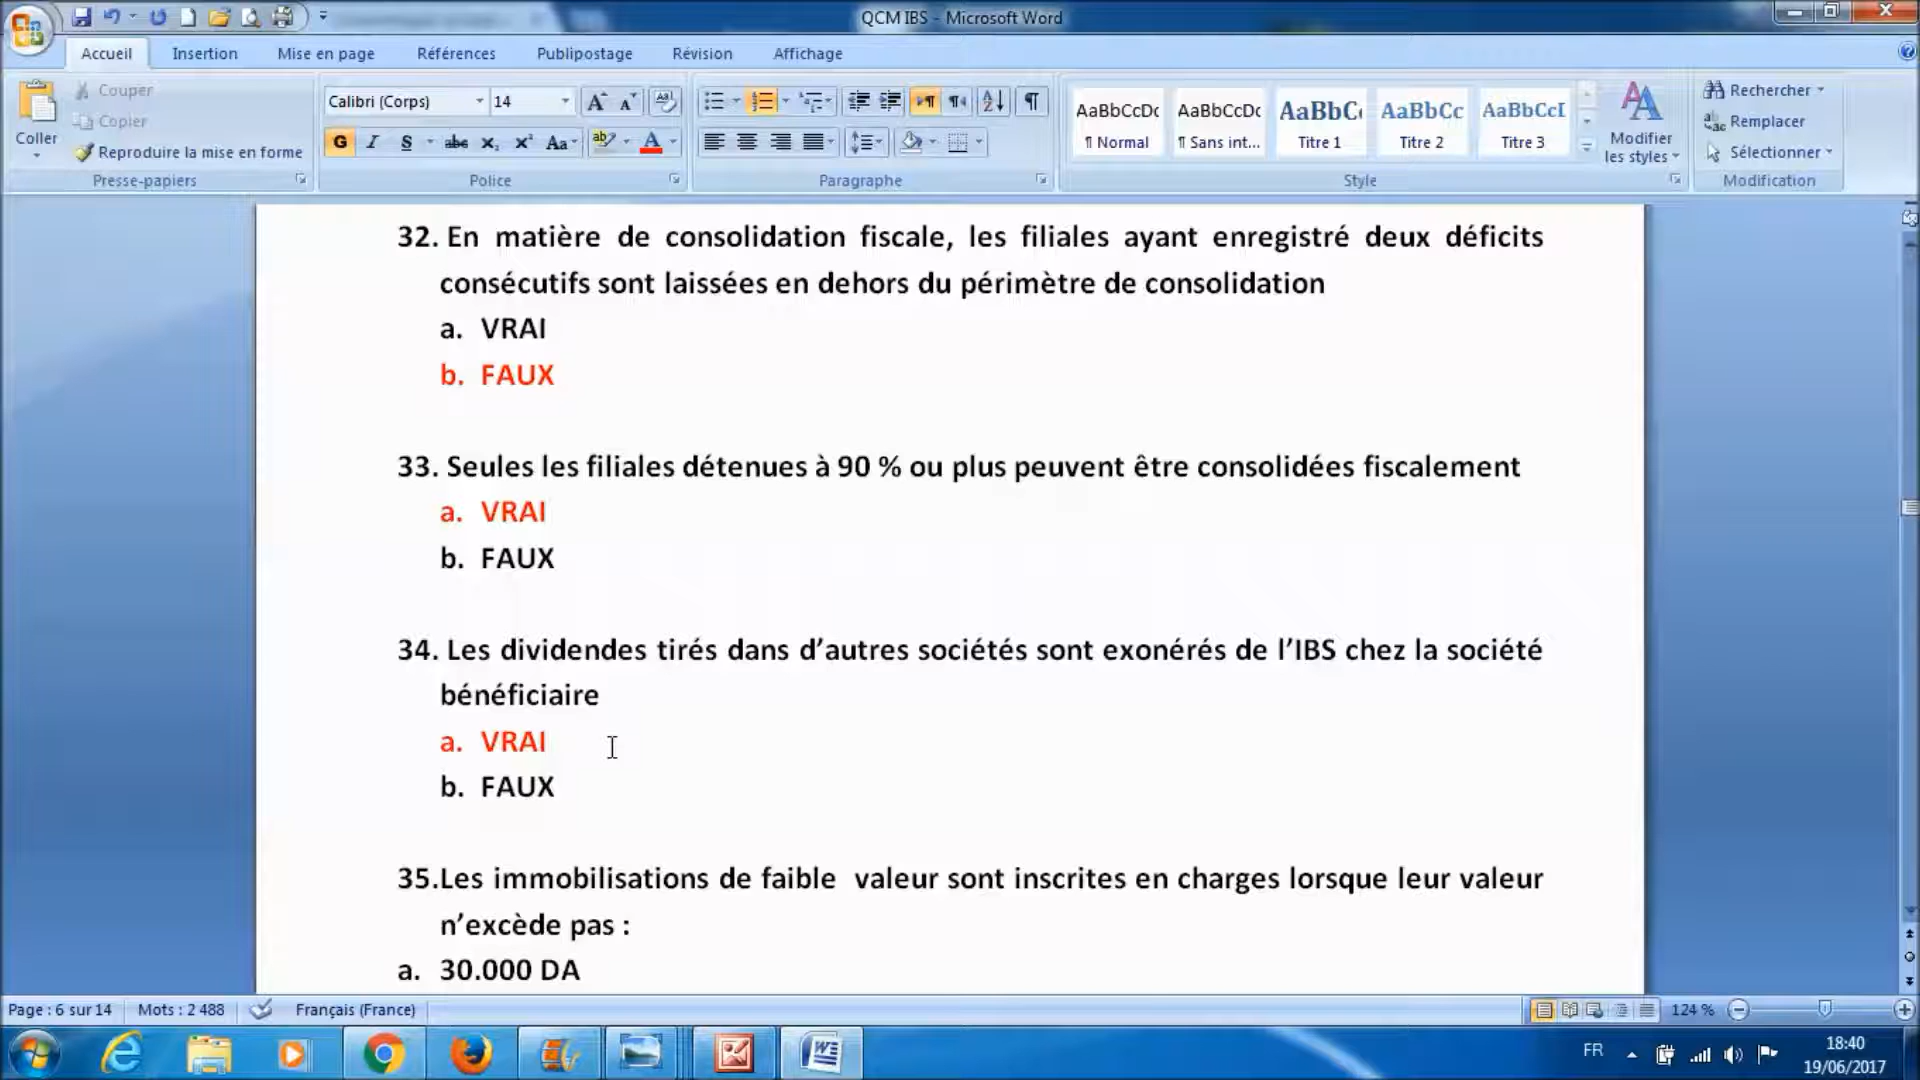 QCM IBS - Microsoft Word
Accueil Insertion Mise en page Références Publipostage Révision Affichage
Coller
Couper
Copier
Reproduire la mise en forme
Presse-papiers
Calibri (Corps) 14
G I S abc x₂ x² Aa ab A
Police
Paragraphe
AaBbCcDc AaBbCcDc AaBbC AaBbCc AaBbCcI
¶ Normal ¶ Sans int... Titre 1 Titre 2 Titre 3
Modifier les styles
Style
Rechercher
Remplacer
Sélectionner
Modification
32. En matière de consolidation fiscale, les filiales ayant enregistré deux déficits
consécutifs sont laissées en dehors du périmètre de consolidation
a. VRAI
b. FAUX
33. Seules les filiales détenues à 90 % ou plus peuvent être consolidées fiscalement
a. VRAI
b. FAUX
34. Les dividendes tirés dans d’autres sociétés sont exonérés de l’IBS chez la société
bénéficiaire
a. VRAI
b. FAUX
35.Les immobilisations de faible valeur sont inscrites en charges lorsque leur valeur
n’excède pas :
a. 30.000 DA
Page : 6 sur 14 Mots : 2 488 Français (France) 124 %
FR 18:40
19/06/2017